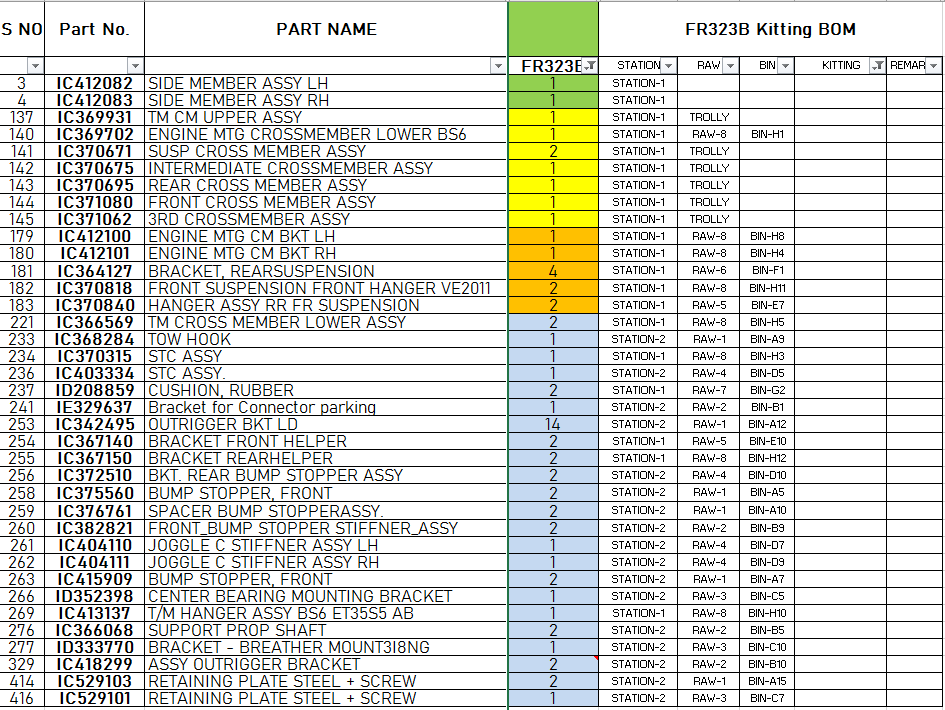 S NO Part No. PART NAME FR323B Kitting BOM
FR323B STATION RAW BIN KITTING REMAR
3 IC412082 SIDE MEMBER ASSY LH 1 STATION-1
4 IC412083 SIDE MEMBER ASSY RH 1 STATION-1
137 IC369931 TM CM UPPER ASSY 1 STATION-1 TROLLY
140 IC369702 ENGINE MTG CROSSMEMBER LOWER BS6 1 STATION-1 RAW-8 BIN-H1
141 IC370671 SUSP CROSS MEMBER ASSY 2 STATION-1 TROLLY
142 IC370675 INTERMEDIATE CROSSMEMBER ASSY 1 STATION-1 TROLLY
143 IC370695 REAR CROSS MEMBER ASSY 1 STATION-1 TROLLY
144 IC371080 FRONT CROSS MEMBER ASSY 1 STATION-1 TROLLY
145 IC371062 3RD CROSSMEMBER ASSY 1 STATION-1 TROLLY
179 IC412100 ENGINE MTG CM BKT LH 1 STATION-1 RAW-8 BIN-H8
180 IC412101 ENGINE MTG CM BKT RH 1 STATION-1 RAW-8 BIN-H4
181 IC364127 BRACKET, REARSUSPENSION 4 STATION-1 RAW-6 BIN-F1
182 IC370818 FRONT SUSPENSION FRONT HANGER VE2011 2 STATION-1 RAW-8 BIN-H11
183 IC370840 HANGER ASSY RR FR SUSPENSION 2 STATION-1 RAW-5 BIN-E7
221 IC366569 TM CROSS MEMBER LOWER ASSY 2 STATION-1 RAW-8 BIN-H5
233 IC368284 TOW HOOK 1 STATION-2 RAW-1 BIN-A9
234 IC370315 STC ASSY 1 STATION-1 RAW-8 BIN-H3
236 IC403334 STC ASSY. 1 STATION-2 RAW-4 BIN-D5
237 ID208859 CUSHION, RUBBER 2 STATION-1 RAW-7 BIN-G2
241 IE329637 Bracket for Connector parking 1 STATION-2 RAW-2 BIN-B1
253 IC342495 OUTRIGGER BKT LD 14 STATION-2 RAW-1 BIN-A12
254 IC367140 BRACKET FRONT HELPER 2 STATION-1 RAW-5 BIN-E10
255 IC367150 BRACKET REARHELPER 2 STATION-1 RAW-8 BIN-H12
256 IC372510 BKT. REAR BUMP STOPPER ASSY 2 STATION-2 RAW-4 BIN-D10
258 IC375560 BUMP STOPPER, FRONT 2 STATION-2 RAW-1 BIN-A5
259 IC376761 SPACER BUMP STOPPERASSY. 2 STATION-2 RAW-1 BIN-A10
260 IC382821 FRONT_BUMP STOPPER STIFFNER_ASSY 2 STATION-2 RAW-2 BIN-B9
261 IC404110 JOGGLE C STIFFNER ASSY LH 1 STATION-2 RAW-4 BIN-D7
262 IC404111 JOGGLE C STIFFNER ASSY RH 1 STATION-2 RAW-4 BIN-D9
263 IC415909 BUMP STOPPER, FRONT 2 STATION-2 RAW-1 BIN-A7
266 ID352398 CENTER BEARING MOUNTING BRACKET 1 STATION-2 RAW-3 BIN-C5
269 IC413137 T/M HANGER ASSY BS6 ET35S5 AB 1 STATION-1 RAW-8 BIN-H10
276 IC366068 SUPPORT PROP SHAFT 2 STATION-2 RAW-2 BIN-B5
277 ID333770 BRACKET - BREATHER MOUNT3I8NG 1 STATION-2 RAW-3 BIN-C10
329 IC418299 ASSY OUTRIGGER BRACKET 2 STATION-2 RAW-2 BIN-B10
414 IC529103 RETAINING PLATE STEEL + SCREW 2 STATION-2 RAW-1 BIN-A15
416 IC529101 RETAINING PLATE STEEL + SCREW 1 STATION-2 RAW-3 BIN-C7